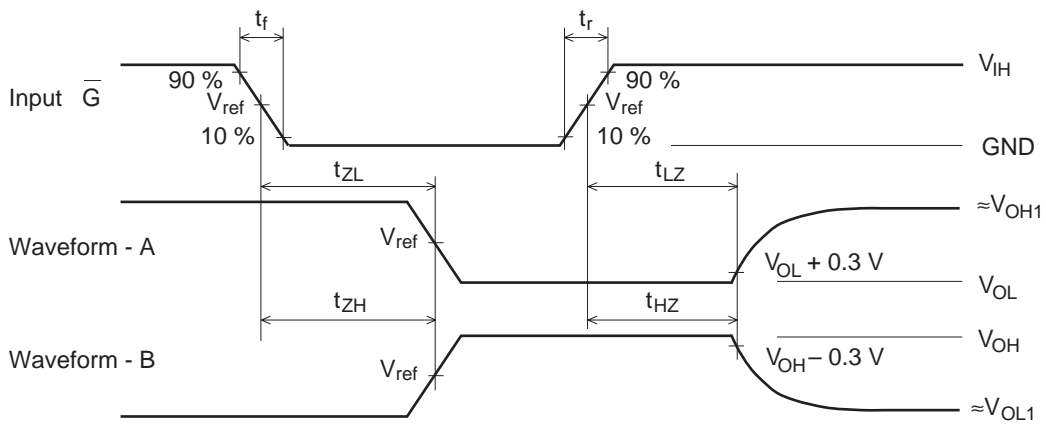 tf
tr
90 %
90 %
VIH
Input G̅
Vref
Vref
10 %
10 %
GND
tZL
tLZ
≈VOH1
Waveform - A
Vref
VOL + 0.3 V
VOL
tZH
tHZ
VOH
Waveform - B
Vref
VOH – 0.3 V
≈VOL1